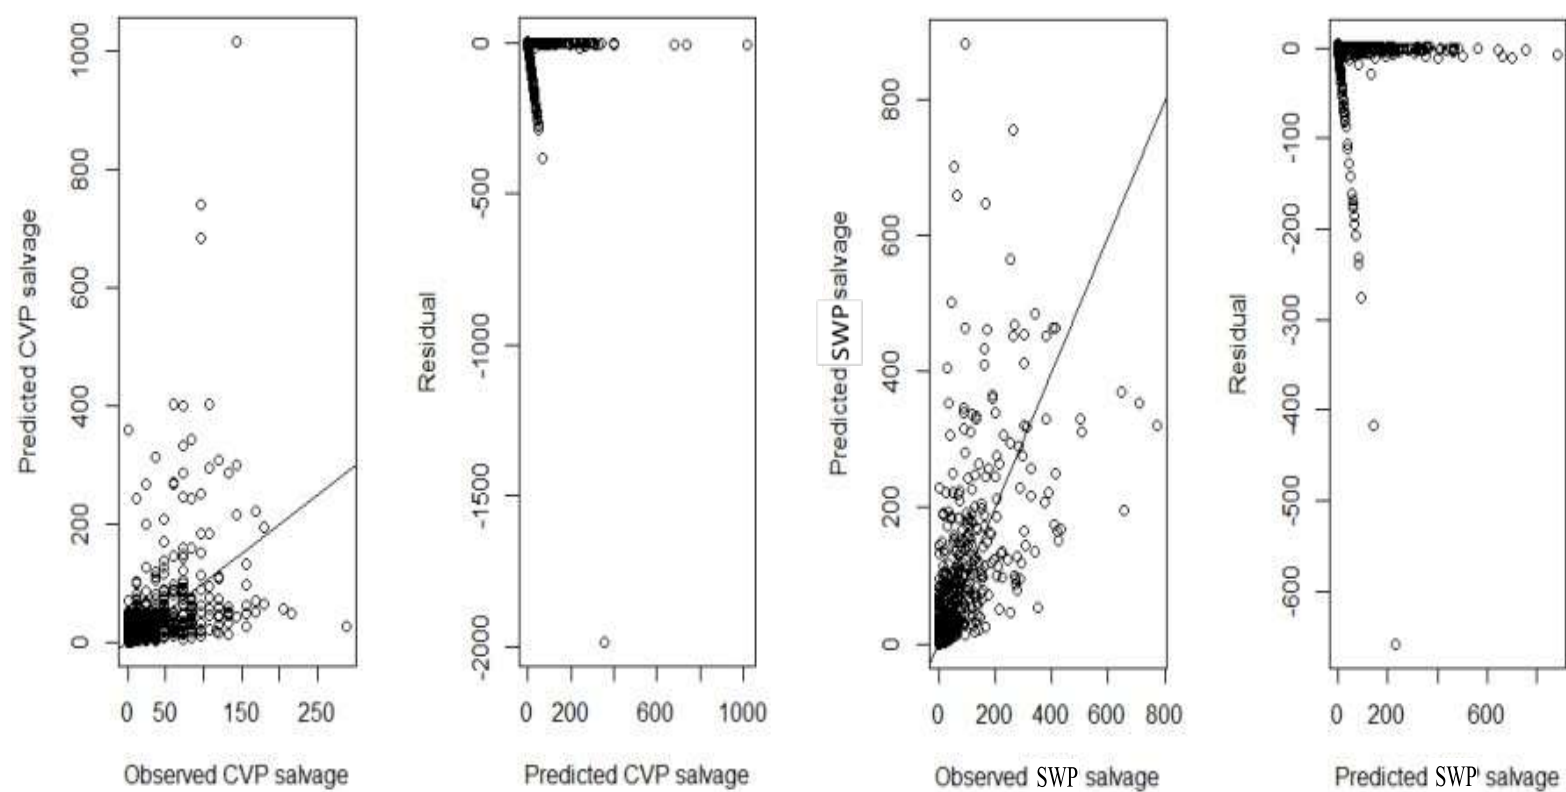 Predicted CVP salvage
1000
800
600
400
200
0
0 50 150 250
Observed CVP salvage
Residual
0
-500
-1000
-1500
-2000
0 200 600 1000
Predicted CVP salvage
Predicted SWP salvage
800
600
400
200
0
0 200 400 600 800
Observed SWP salvage
Residual
0
-100
-200
-300
-400
-500
-600
0 200 600
Predicted SWP' salvage